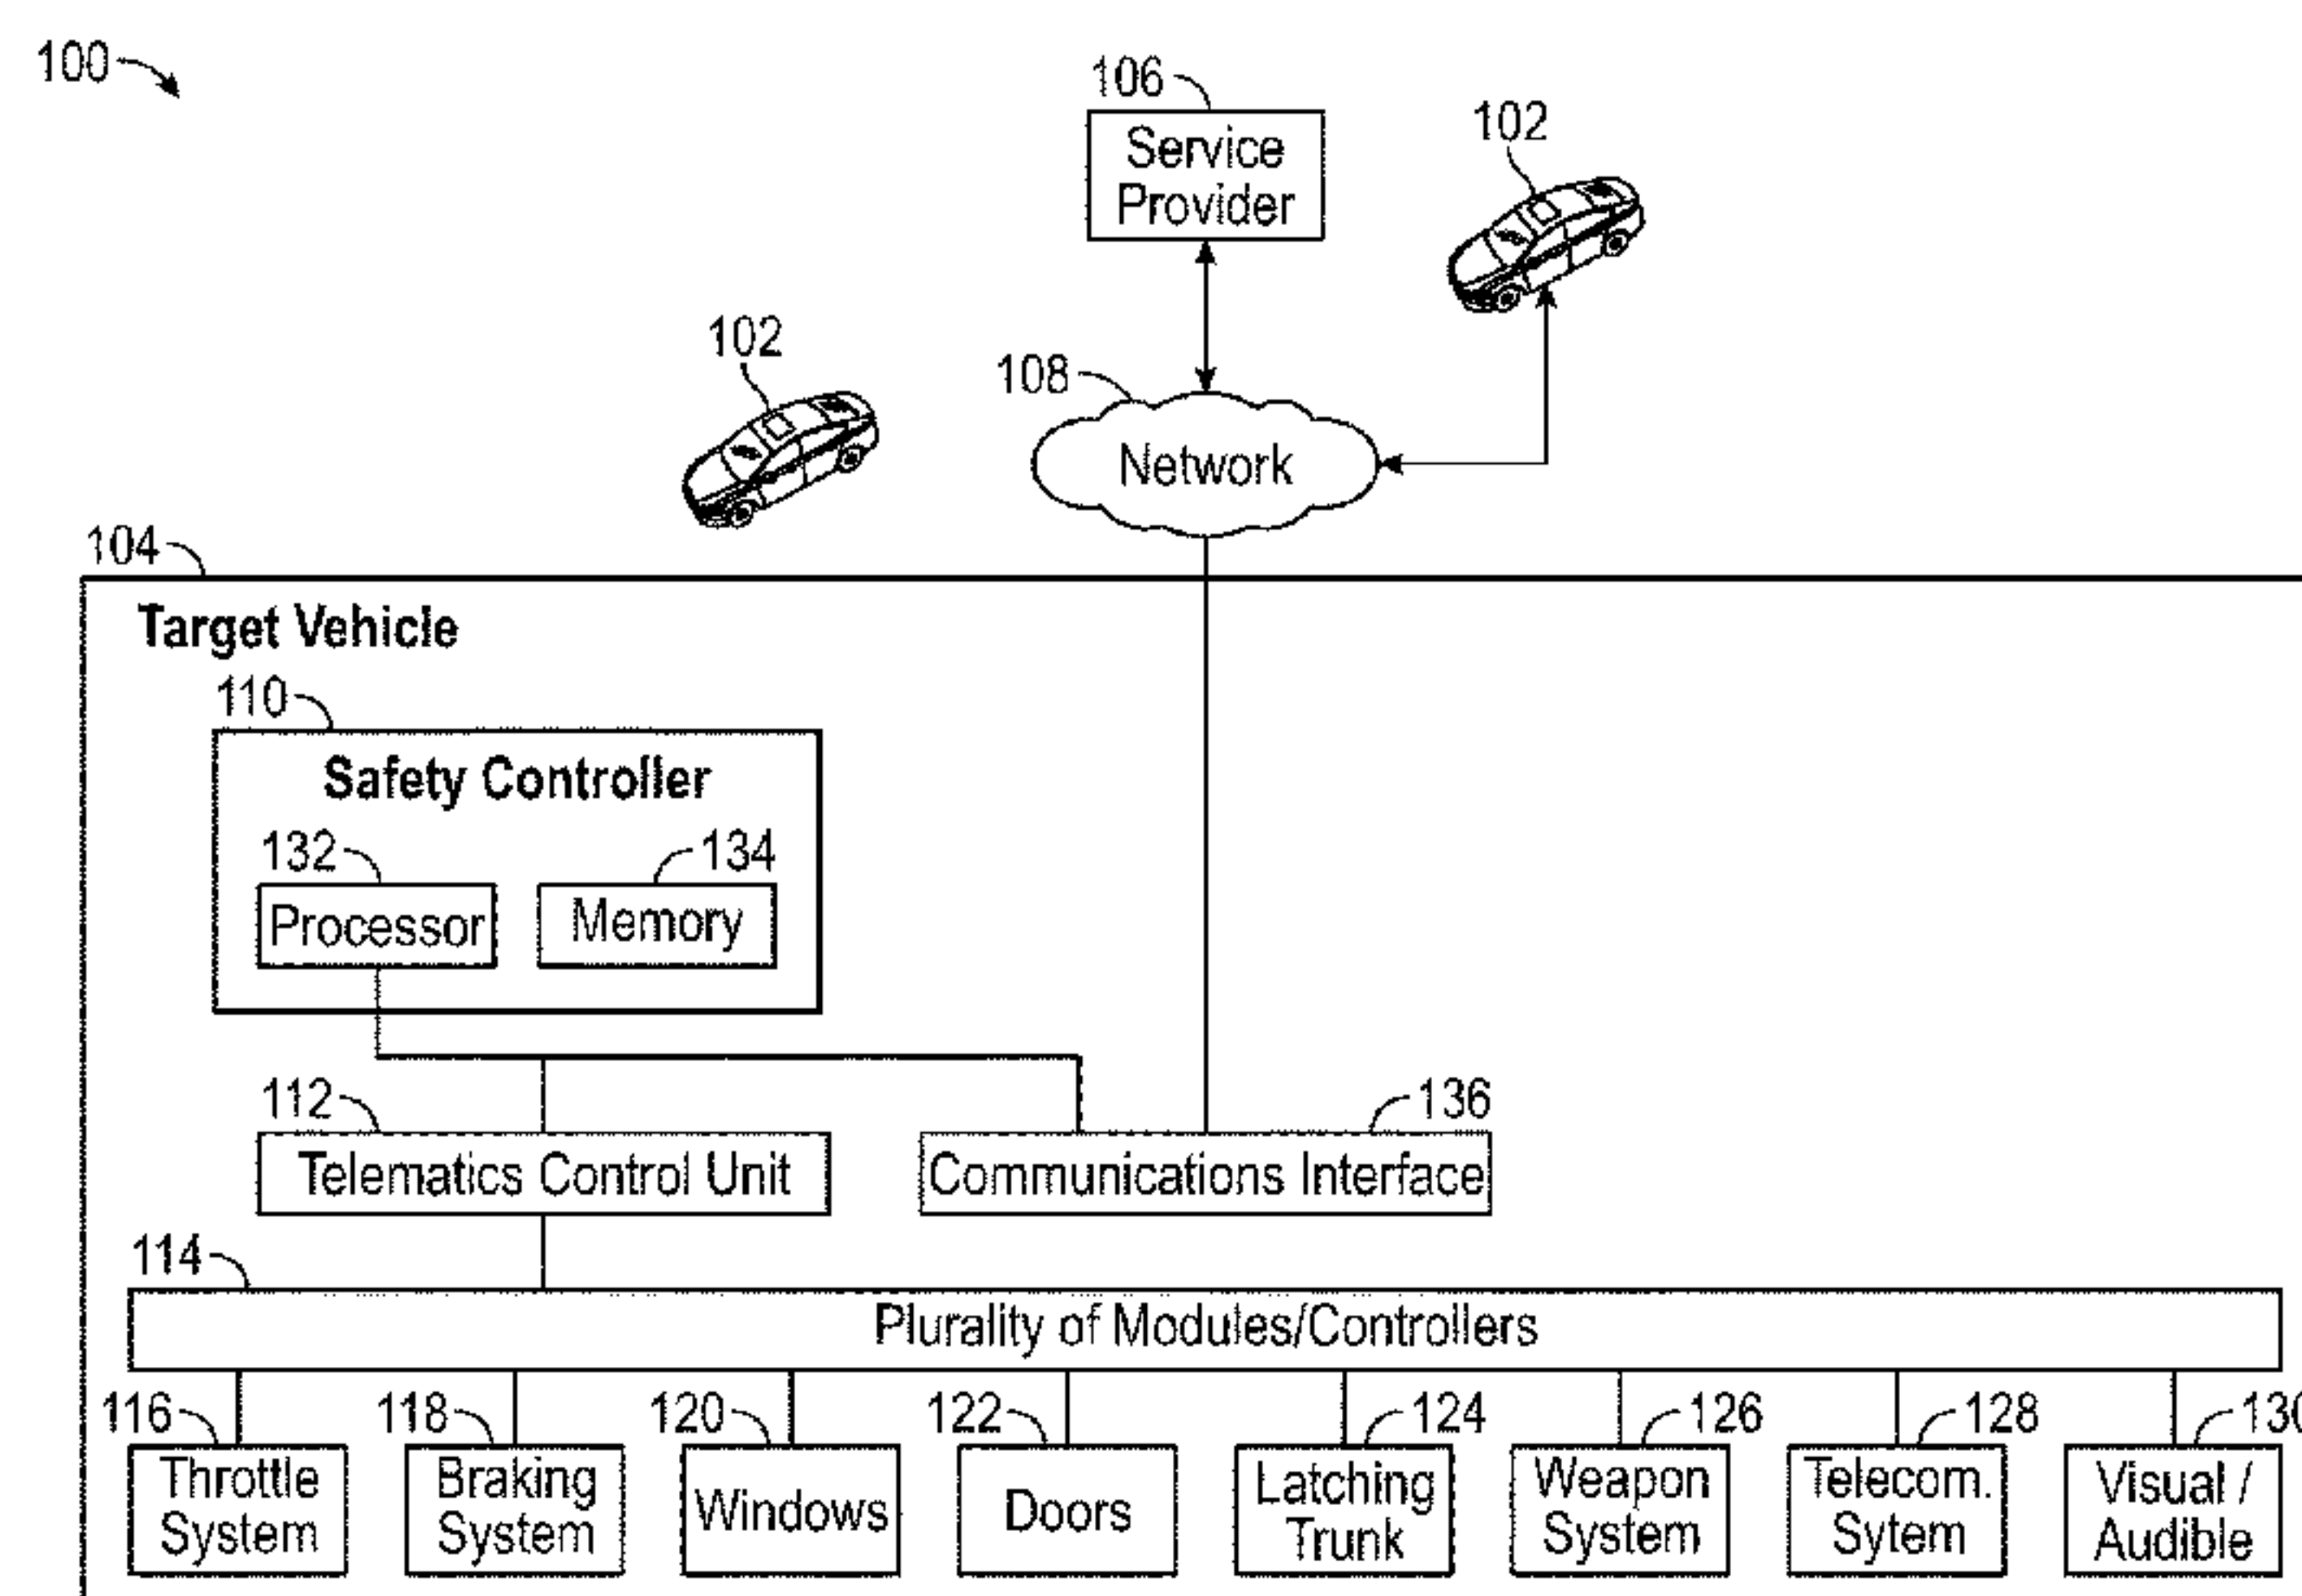 100
106
Service
Provider
102
102
108
Network
104
Target Vehicle
110
Safety Controller
132
134
Processor
Memory
112
136
Telematics Control Unit
Communications Interface
114
Plurality of Modules/Controllers
116
118
120
122
124
126
128
130
Throttle
System
Braking
System
Windows
Doors
Latching
Trunk
Weapon
System
Telecom.
Sytem
Visual /
Audible